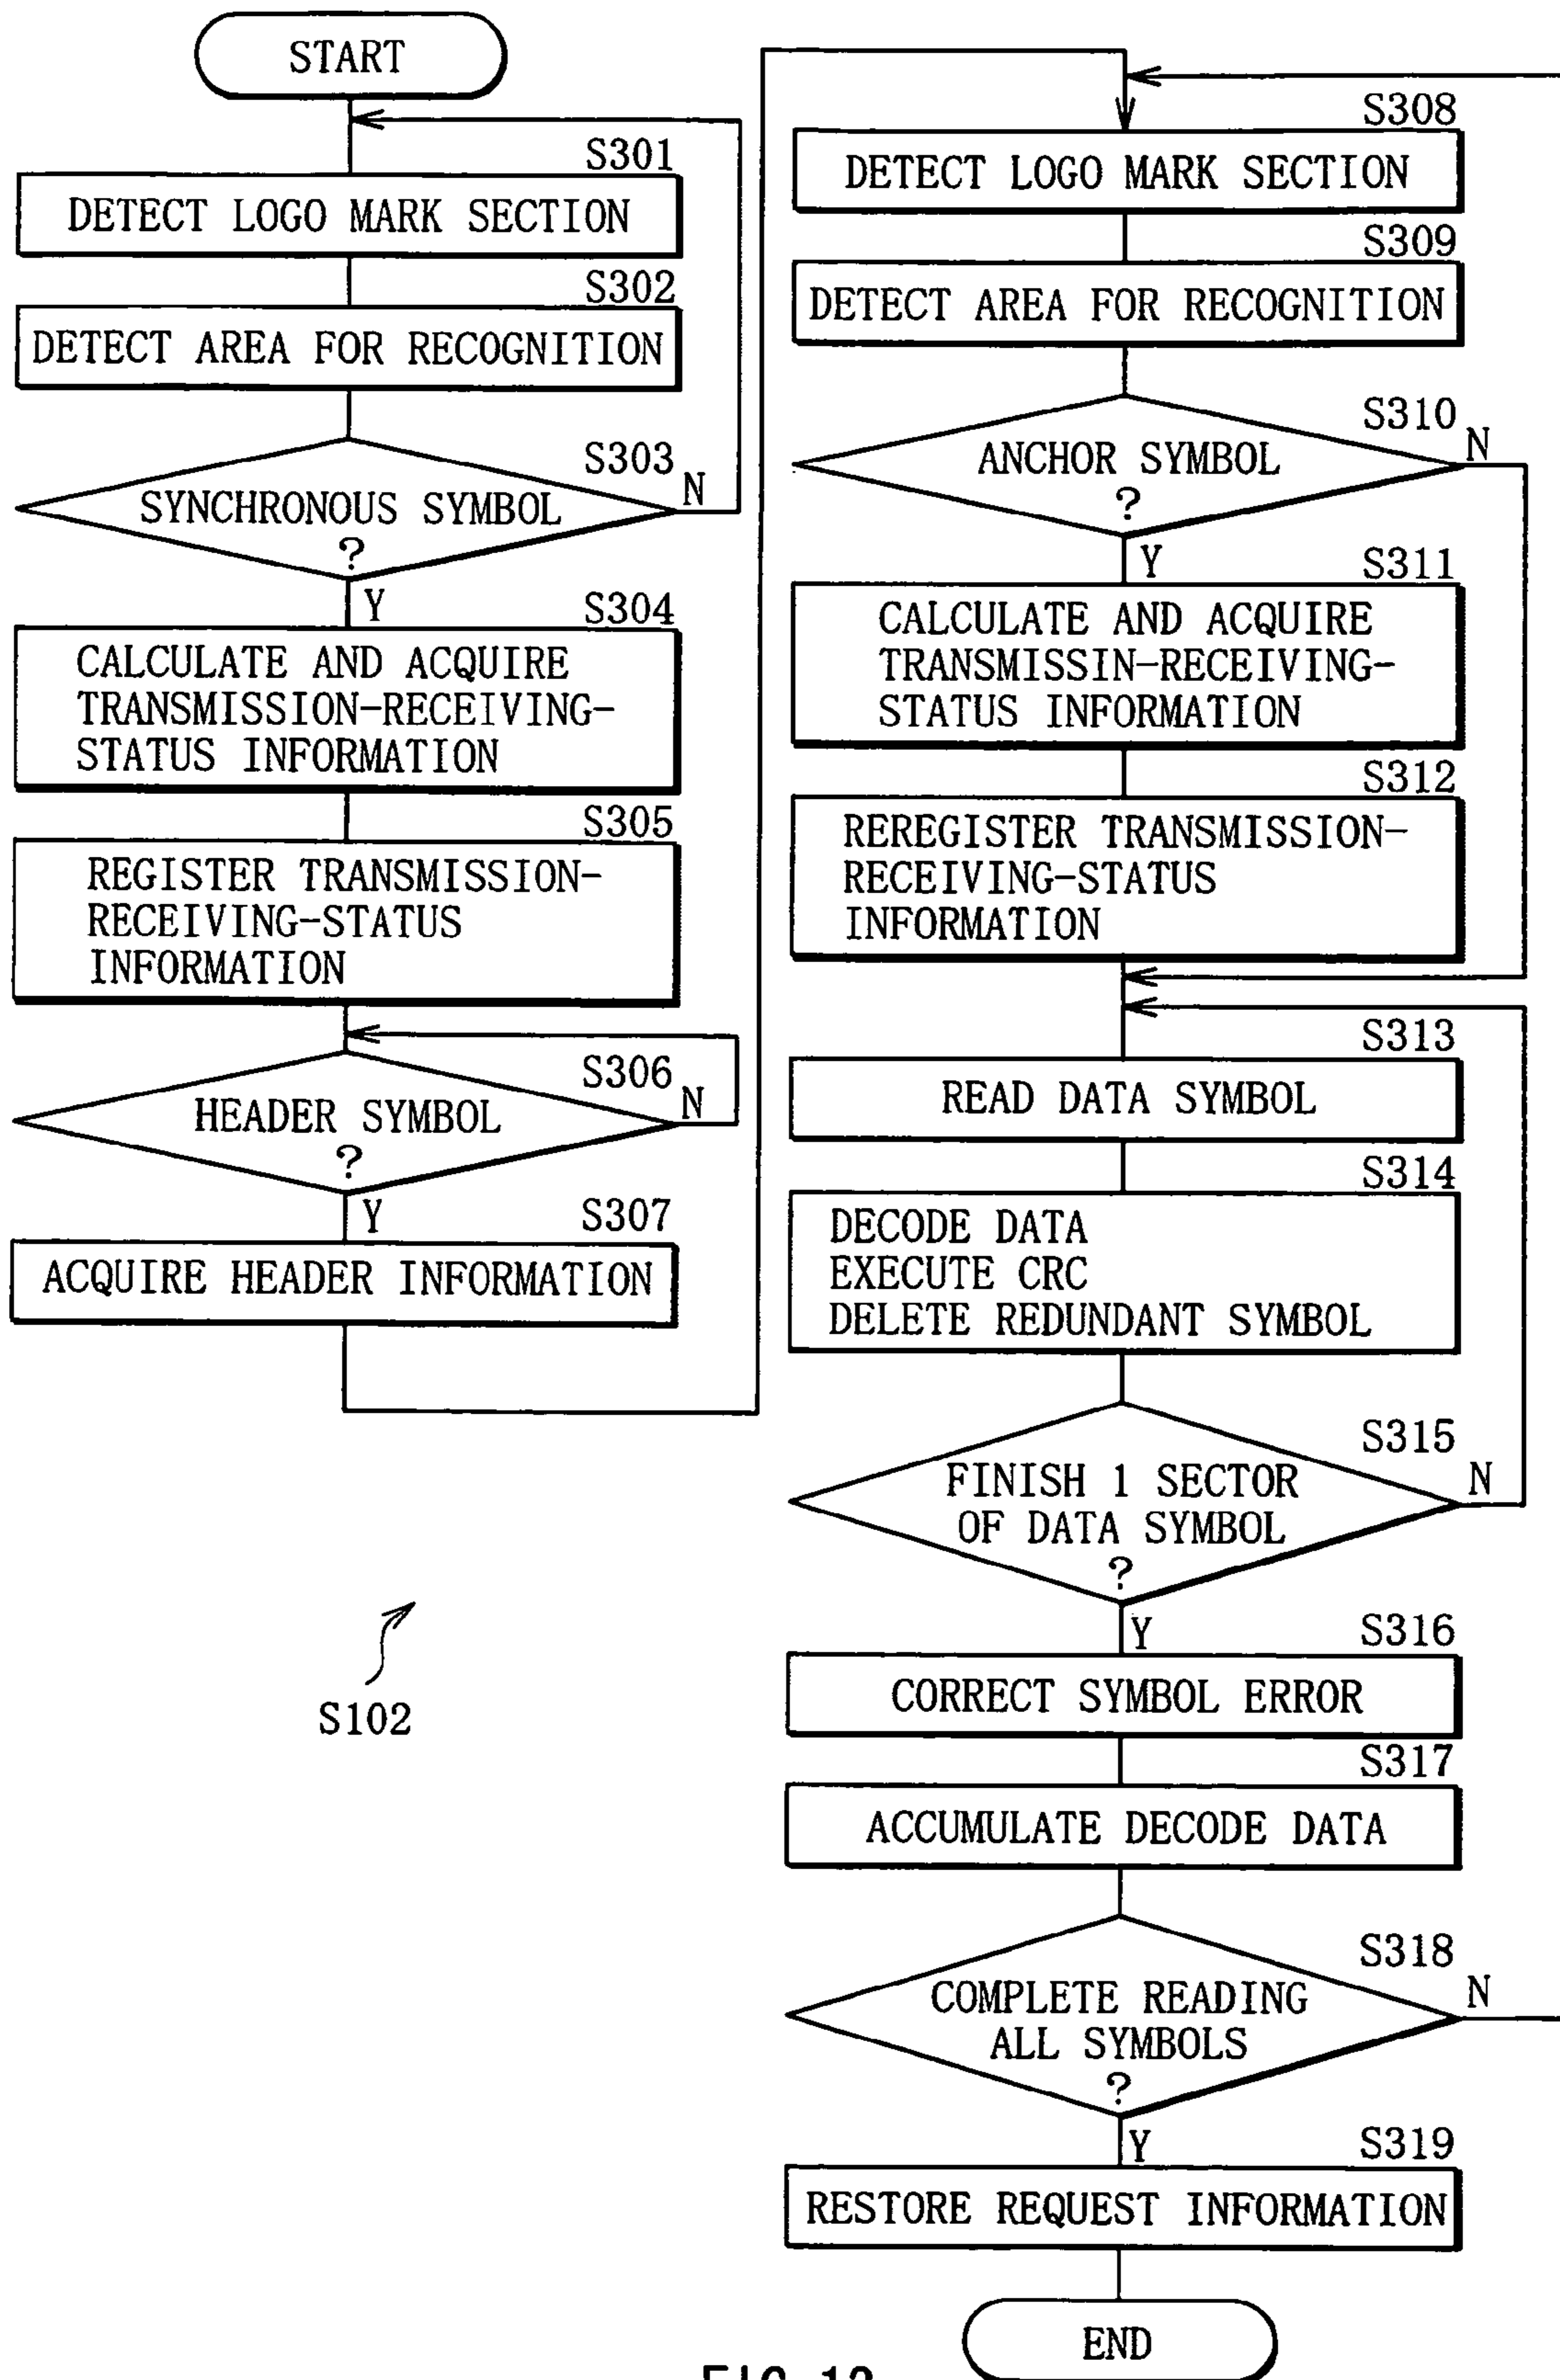 START
S301
DETECT LOGO MARK SECTION
S302
DETECT AREA FOR RECOGNITION
S303
N
SYNCHRONOUS SYMBOL
?
Y
S304
CALCULATE AND ACQUIRE
TRANSMISSION-RECEIVING-
STATUS INFORMATION
S305
REGISTER TRANSMISSION-
RECEIVING-STATUS
INFORMATION
S306
N
HEADER SYMBOL
?
Y
S307
ACQUIRE HEADER INFORMATION
S102
S308
DETECT LOGO MARK SECTION
S309
DETECT AREA FOR RECOGNITION
S310
N
ANCHOR SYMBOL
?
Y
S311
CALCULATE AND ACQUIRE
TRANSMISSIN-RECEIVING-
STATUS INFORMATION
S312
REREGISTER TRANSMISSION-
RECEIVING-STATUS
INFORMATION
S313
READ DATA SYMBOL
S314
DECODE DATA
EXECUTE CRC
DELETE REDUNDANT SYMBOL
S315
N
FINISH 1 SECTOR
OF DATA SYMBOL
?
Y
S316
CORRECT SYMBOL ERROR
S317
ACCUMULATE DECODE DATA
S318
N
COMPLETE READING
ALL SYMBOLS
?
Y
S319
RESTORE REQUEST INFORMATION
END